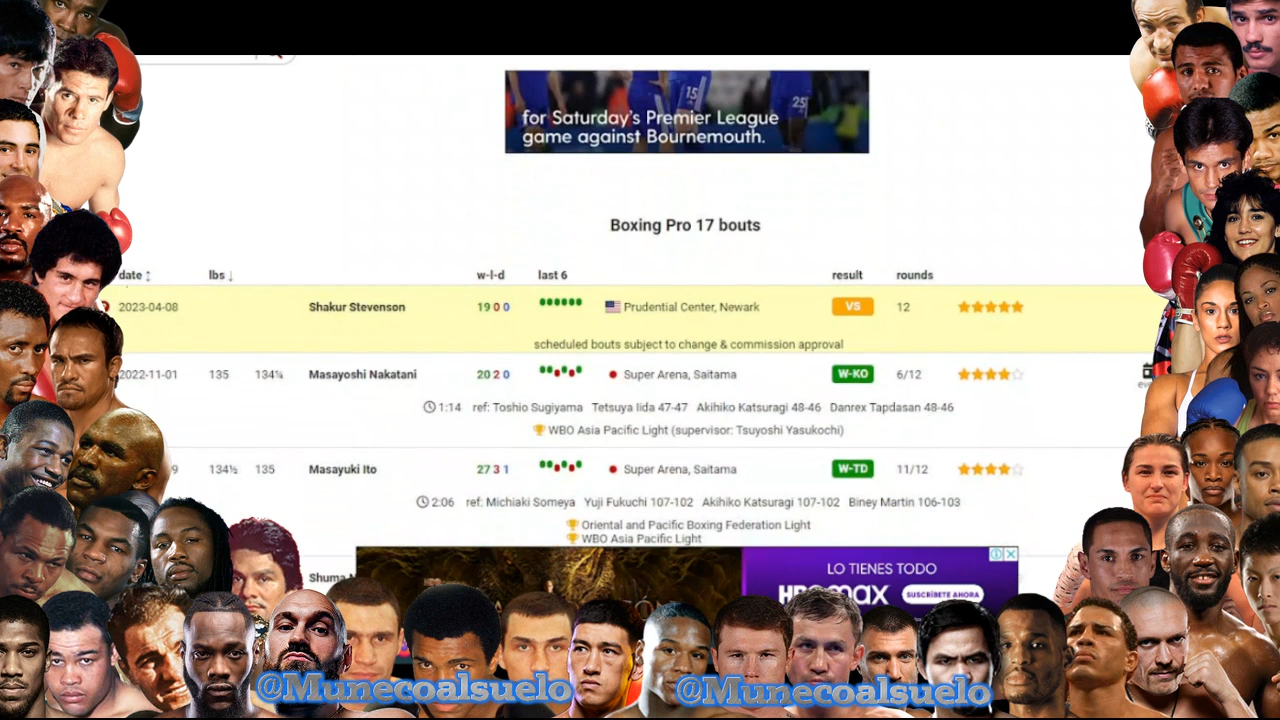 15
25
for Saturday's Premier League
game against Bournemouth.
Boxing Pro 17 bouts
date lbs w-l-d last 6 result rounds
2023-04-08 Shakur Stevenson 19 0 0 Prudential Center, Newark VS 12
scheduled bouts subject to change & commission approval
2022-11-01 135 134¼ Masayoshi Nakatani 20 2 0 Super Arena, Saitama W-KO 6/12
1:14 ref: Toshio Sugiyama Tetsuya Iida 47-47 Akihiko Katsuragi 48-46 Danrex Tapdasan 48-46
WBO Asia Pacific Light (supervisor: Tsuyoshi Yasukochi)
9 134½ 135 Masayuki Ito 27 3 1 Super Arena, Saitama W-TD 11/12
2:06 ref: Michiaki Someya Yuji Fukuchi 107-102 Akihiko Katsuragi 107-102 Biney Martin 106-103
Oriental and Pacific Boxing Federation Light
WBO Asia Pacific Light
LO TIENES TODO
Shuma
HBOmax SUSCRÍBETE AHORA
@Munecoalsuelo @Munecoalsuelo